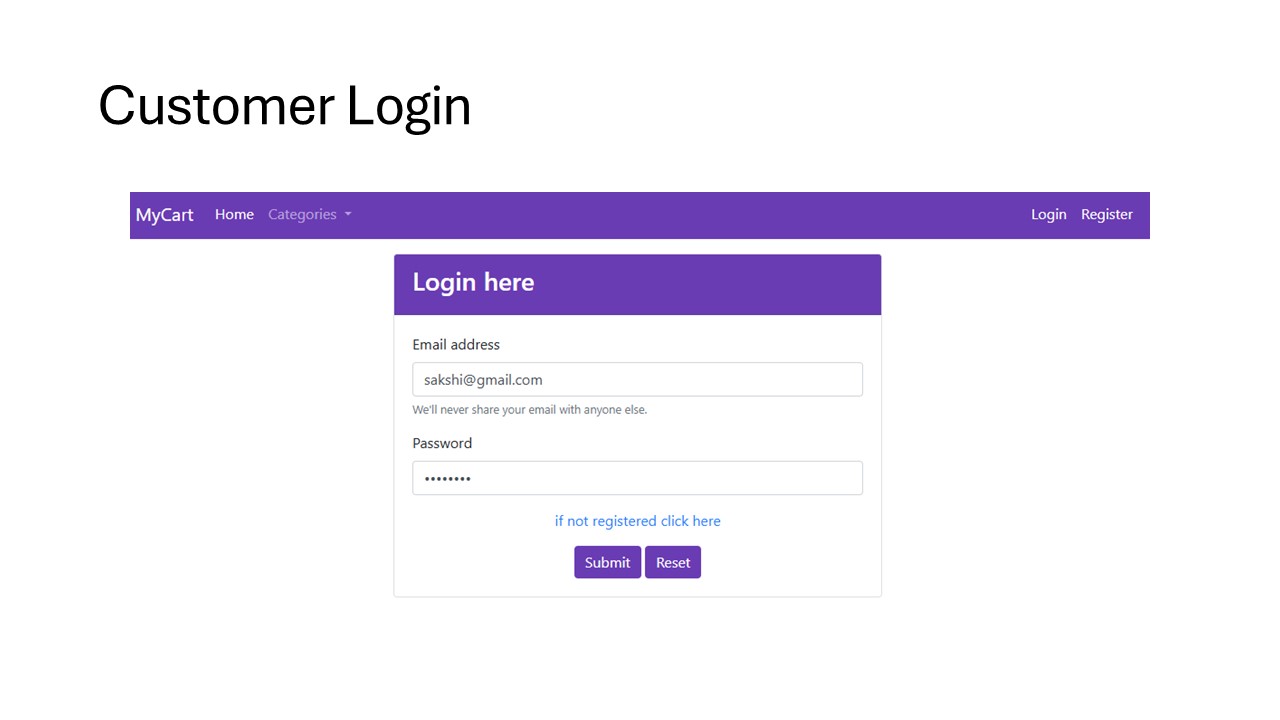 Customer Login
MyCart Home Categories Login Register
Login here
Email address
sakshi@gmail.com
We'll never share your email with anyone else.
Password
••••••••
if not registered click here
Submit Reset